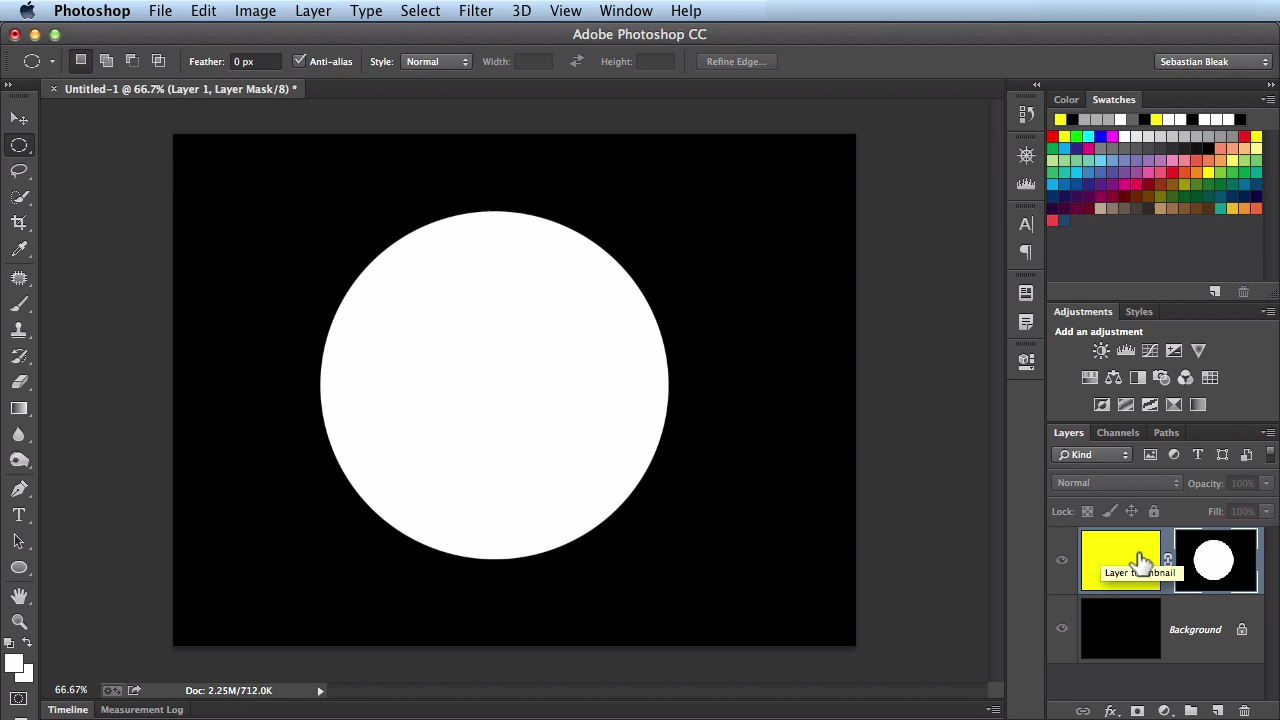 Photoshop File Edit Image Layer Type Select Filter 3D View Window Help
Adobe Photoshop CC
Feather: 0 px Anti-alias Style: Normal Width: Height: Refine Edge... Sebastian Bleak
Untitled-1 @ 66.7% (Layer 1, Layer Mask/8) *
Color Swatches
Adjustments Styles
Add an adjustment
Layers Channels Paths
Kind
Normal Opacity: 100%
Lock: Fill: 100%
Background
66.67% Doc: 2.25M/712.0K
Timeline Measurement Log